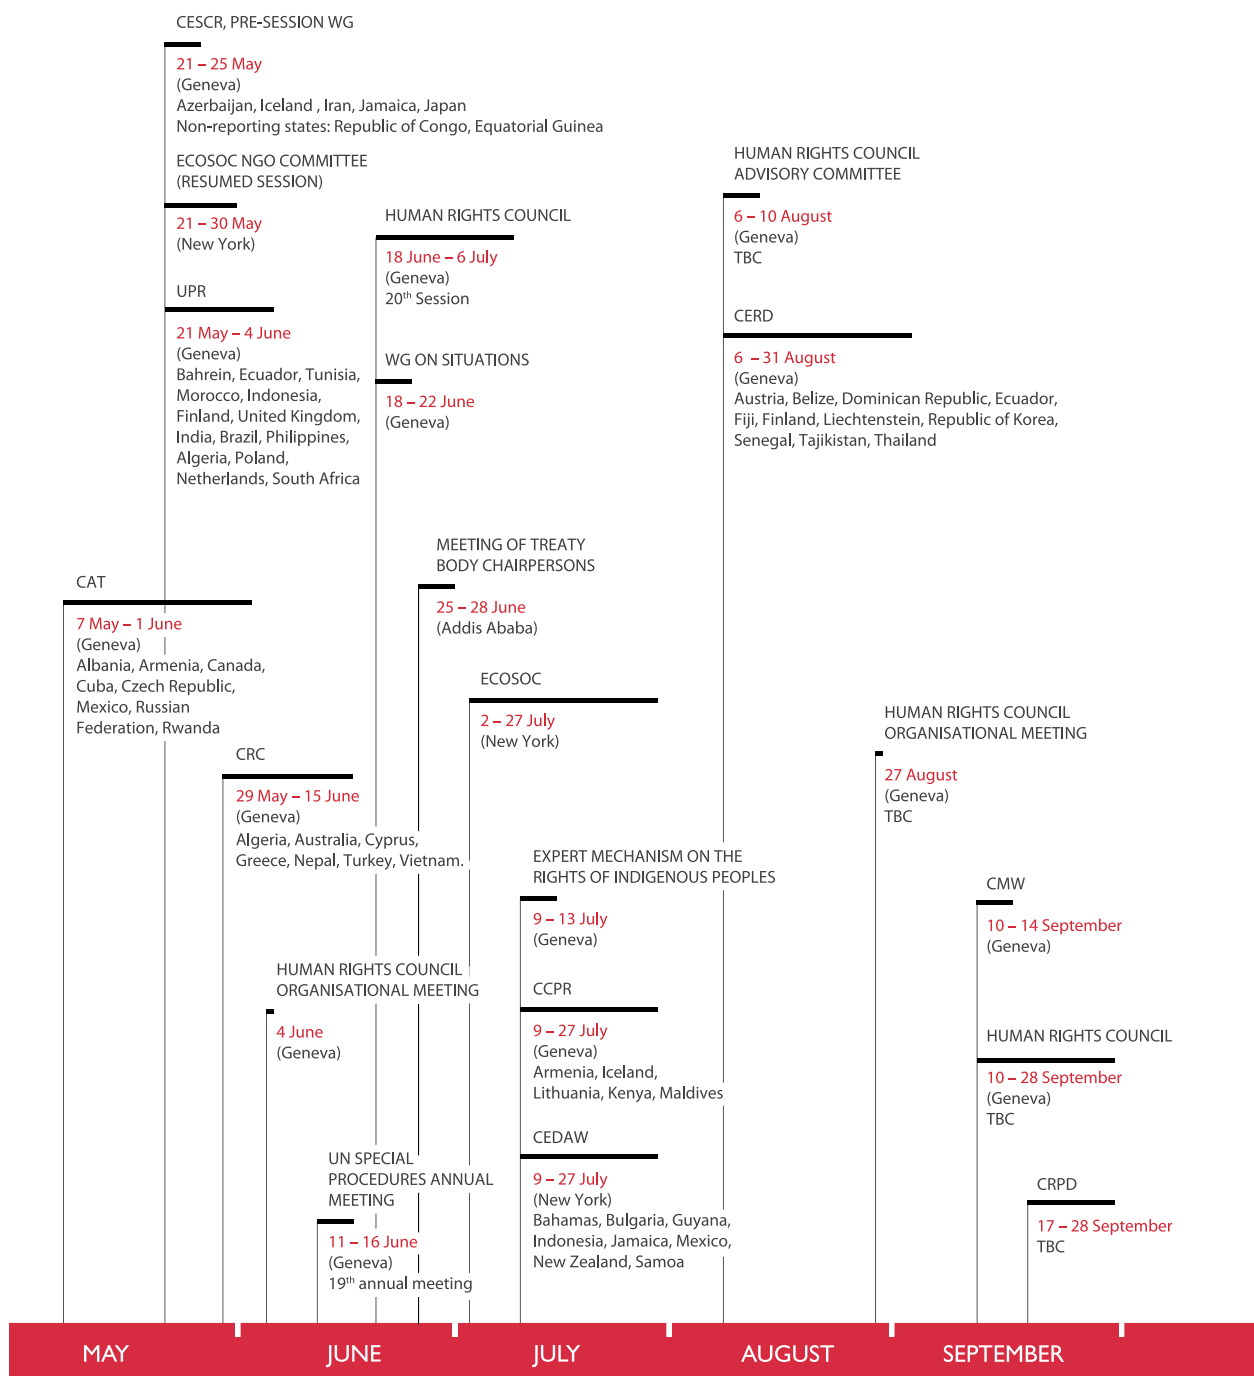 CESCR, PRE-SESSION WG
21 – 25 May
(Geneva)
Azerbaijan, Iceland , Iran, Jamaica, Japan
Non-reporting states: Republic of Congo, Equatorial Guinea
ECOSOC NGO COMMITTEE
(RESUMED SESSION)
21 – 30 May
(New York)
UPR
21 May – 4 June
(Geneva)
Bahrein, Ecuador, Tunisia,
Morocco, Indonesia,
Finland, United Kingdom,
India, Brazil, Philippines,
Algeria, Poland,
Netherlands, South Africa
CAT
7 May – 1 June
(Geneva)
Albania, Armenia, Canada,
Cuba, Czech Republic,
Mexico, Russian
Federation, Rwanda
CRC
29 May – 15 June
(Geneva)
Algeria, Australia, Cyprus,
Greece, Nepal, Turkey, Vietnam.
HUMAN RIGHTS COUNCIL
ORGANISATIONAL MEETING
4 June
(Geneva)
UN SPECIAL
PROCEDURES ANNUAL
MEETING
11 – 16 June
(Geneva)
19th annual meeting
HUMAN RIGHTS COUNCIL
18 June – 6 July
(Geneva)
20th Session
WG ON SITUATIONS
18 – 22 June
(Geneva)
MEETING OF TREATY
BODY CHAIRPERSONS
25 – 28 June
(Addis Ababa)
ECOSOC
2 – 27 July
(New York)
EXPERT MECHANISM ON THE
RIGHTS OF INDIGENOUS PEOPLES
9 – 13 July
(Geneva)
CCPR
9 – 27 July
(Geneva)
Armenia, Iceland,
Lithuania, Kenya, Maldives
CEDAW
9 – 27 July
(New York)
Bahamas, Bulgaria, Guyana,
Indonesia, Jamaica, Mexico,
New Zealand, Samoa
HUMAN RIGHTS COUNCIL
ADVISORY COMMITTEE
6 – 10 August
(Geneva)
TBC
CERD
6 – 31 August
(Geneva)
Austria, Belize, Dominican Republic, Ecuador,
Fiji, Finland, Liechtenstein, Republic of Korea,
Senegal, Tajikistan, Thailand
HUMAN RIGHTS COUNCIL
ORGANISATIONAL MEETING
27 August
(Geneva)
TBC
CMW
10 – 14 September
(Geneva)
HUMAN RIGHTS COUNCIL
10 – 28 September
(Geneva)
TBC
CRPD
17 – 28 September
TBC
MAY
JUNE
JULY
AUGUST
SEPTEMBER